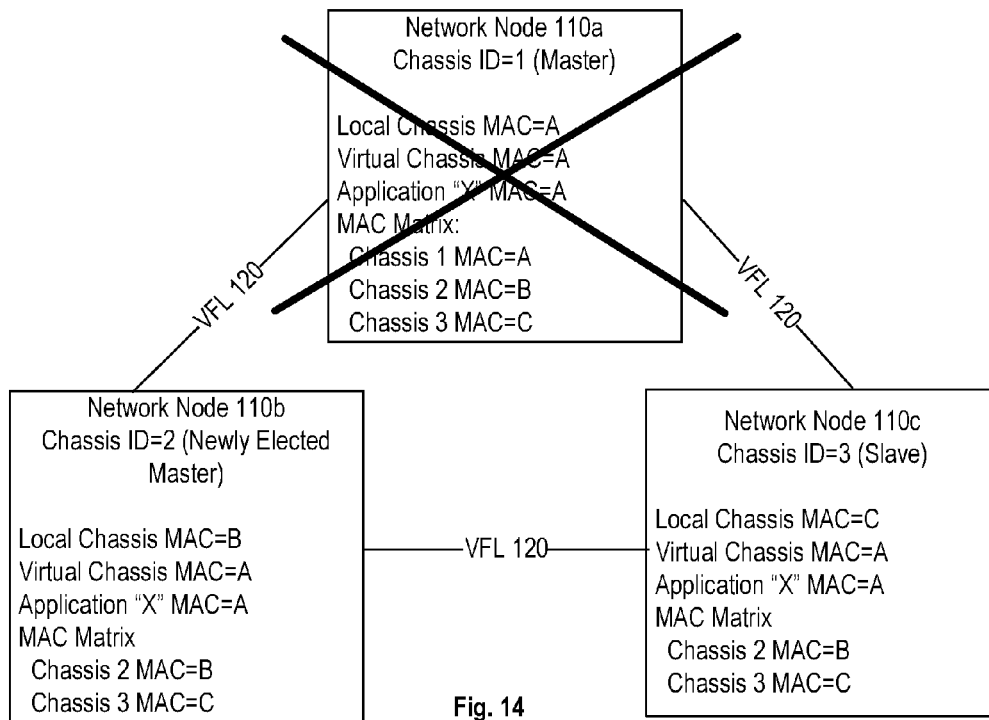 Network Node 110a
Chassis ID=1 (Master)
Local Chassis MAC=A
Virtual Chassis MAC=A
Application “X” MAC=A
MAC Matrix:
Chassis 1 MAC=A
Chassis 2 MAC=B
Chassis 3 MAC=C
VFL 120
VFL 120
Network Node 110b
Chassis ID=2 (Newly Elected
Master)
Local Chassis MAC=B
Virtual Chassis MAC=A
Application “X” MAC=A
MAC Matrix
Chassis 2 MAC=B
Chassis 3 MAC=C
VFL 120
Network Node 110c
Chassis ID=3 (Slave)
Local Chassis MAC=C
Virtual Chassis MAC=A
Application “X” MAC=A
MAC Matrix
Chassis 2 MAC=B
Chassis 3 MAC=C
Fig. 14